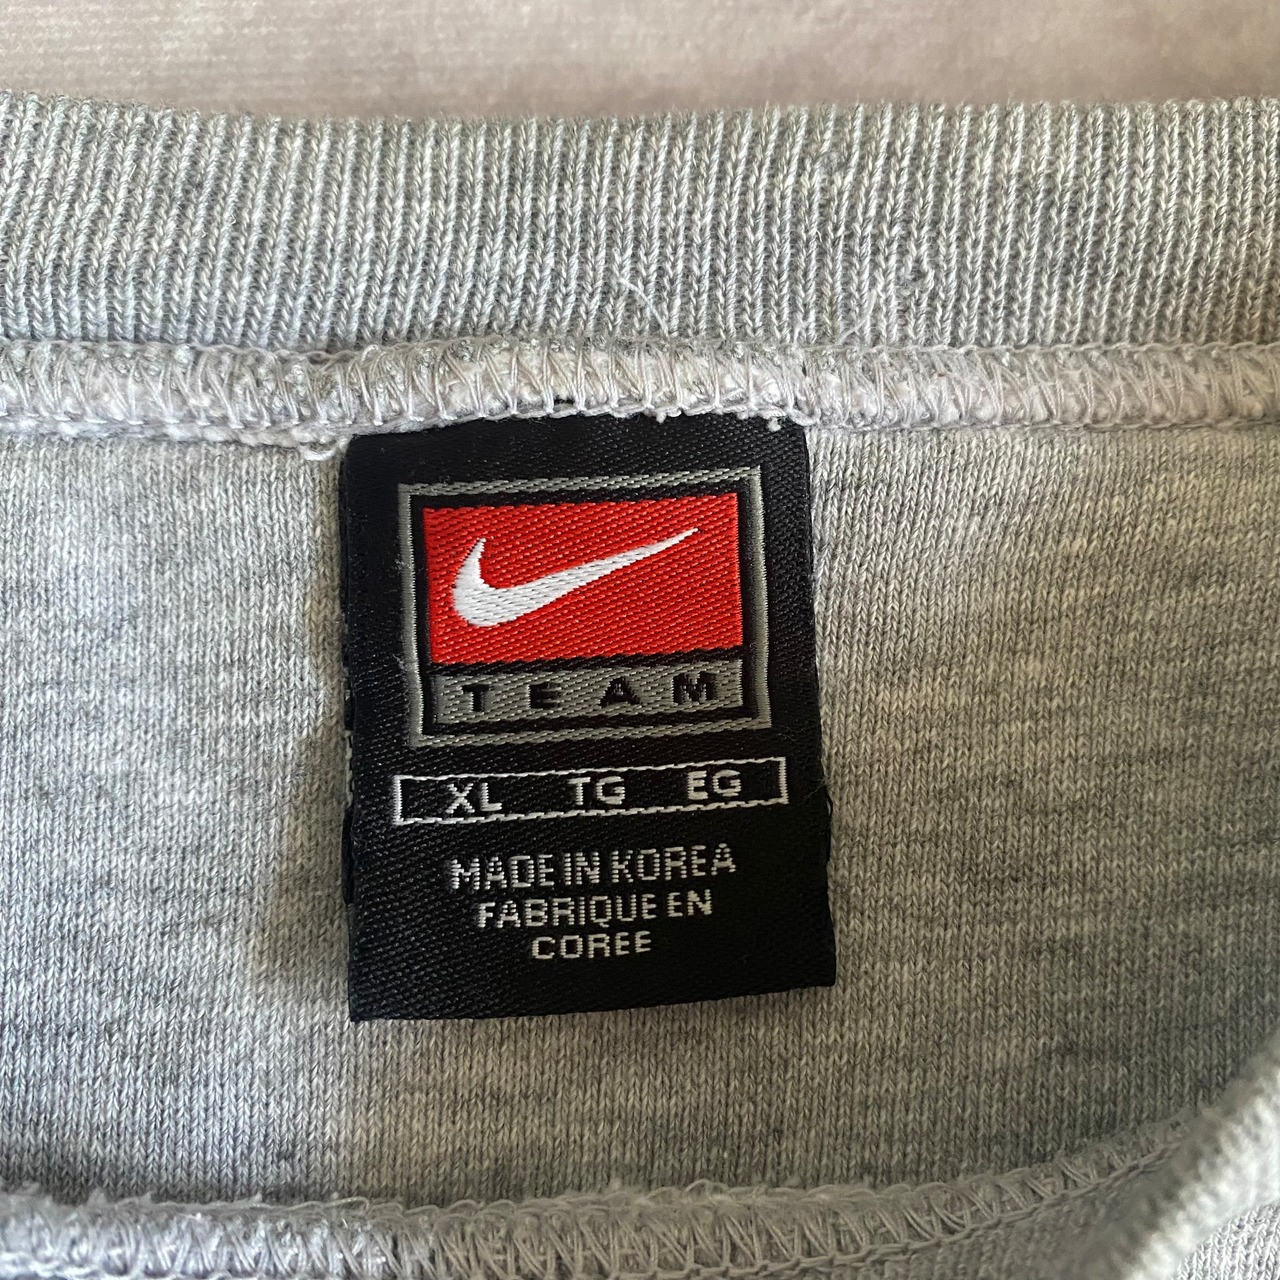 TEAM
XL TG EG
MADE IN KOREA
FABRIQUE EN
COREE